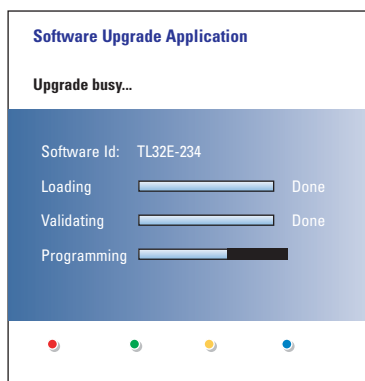 Software Upgrade Application
Upgrade busy...
Software Id: TL32E-234
Loading Done
Validating Done
Programming